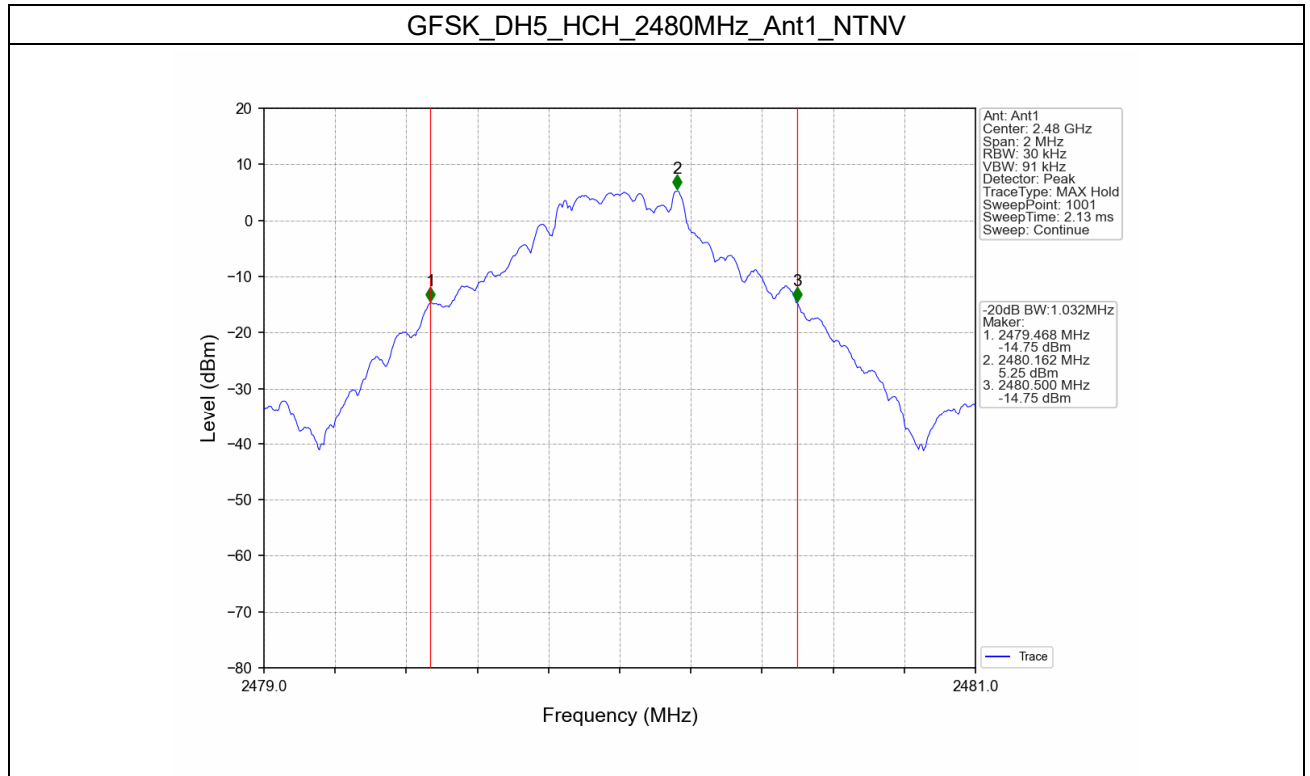 GFSK_DH5_HCH_2480MHz_Ant1_NTNV
20
10
0
−10
−20
−30
−40
−50
−60
−70
−80
Level (dBm)
1
2
3
2479.0
2481.0
Frequency (MHz)
Ant: Ant1
Center: 2.48 GHz
Span: 2 MHz
RBW: 30 kHz
VBW: 91 kHz
Detector: Peak
TraceType: MAX Hold
SweepPoint: 1001
SweepTime: 2.13 ms
Sweep: Continue
-20dB BW:1.032MHz
Maker:
1. 2479.468 MHz
-14.75 dBm
2. 2480.162 MHz
5.25 dBm
3. 2480.500 MHz
-14.75 dBm
Trace